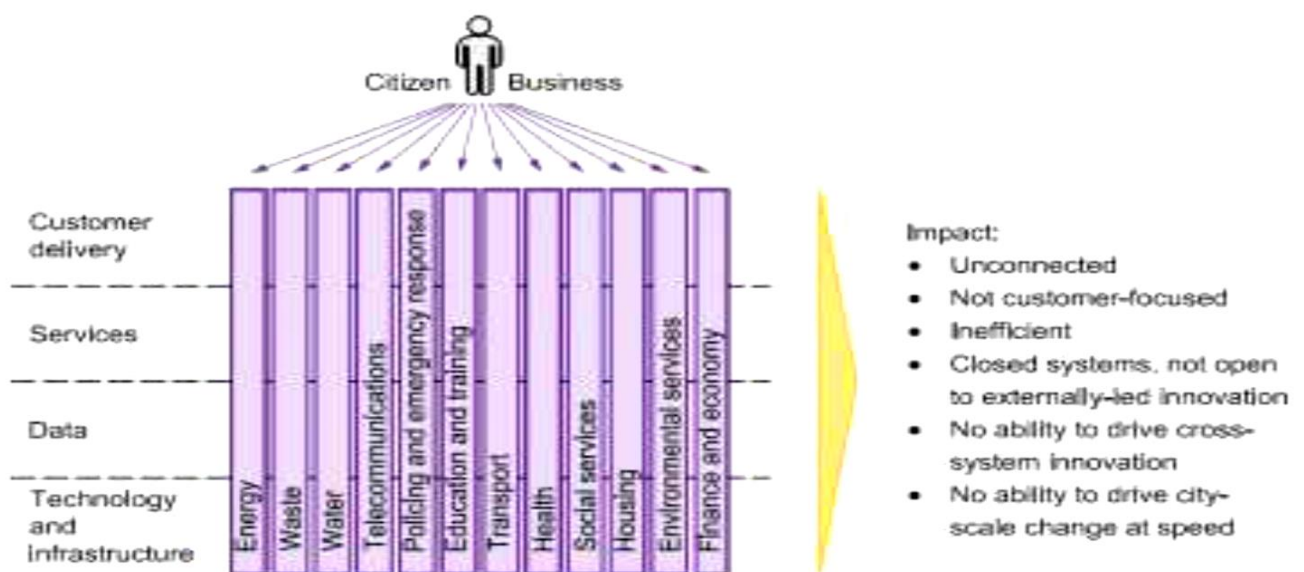 Citizen Business
Customer
delivery
Services
Data
Technology
and
infrastructure
Energy
Waste
Water
Telecommunications
Policing and emergency response
Education and training
Transport
Health
Social services
Housing
Environmental services
Finance and economy
Impact:
• Unconnected
• Not customer-focused
• Inefficient
• Closed systems, not open
to externally-led innovation
• No ability to drive cross-
system innovation
• No ability to drive city-
scale change at speed